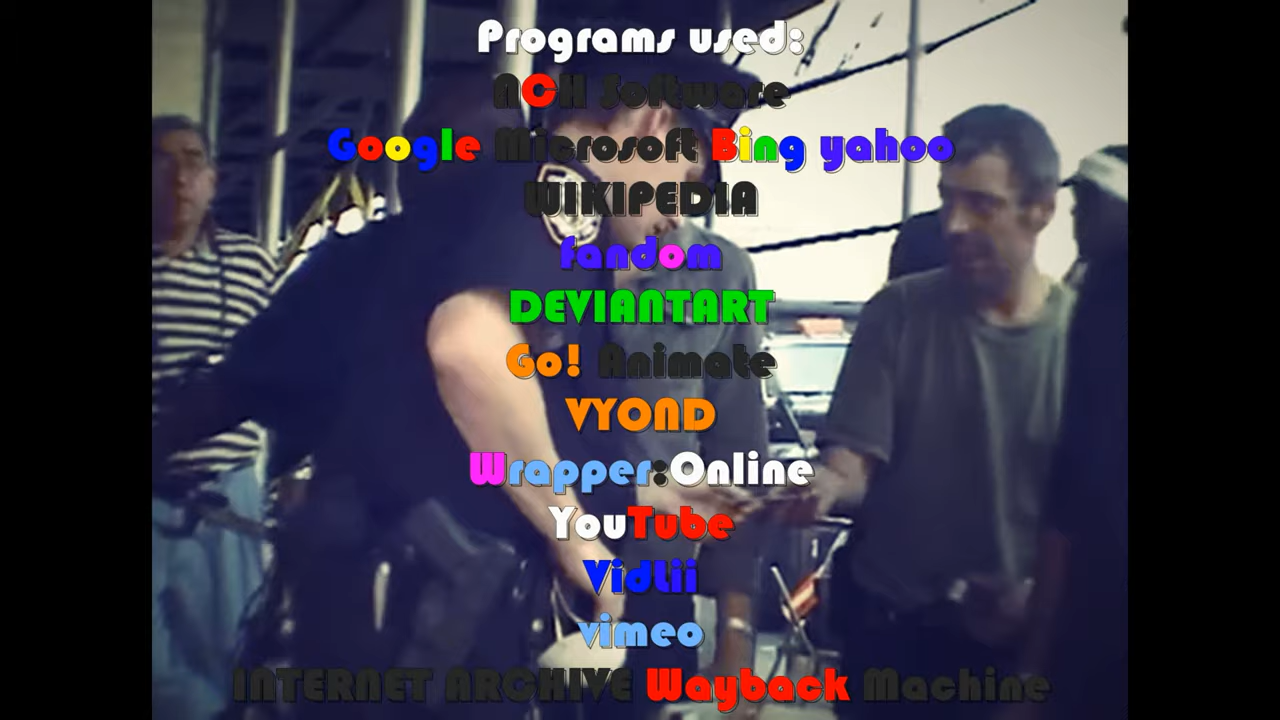 Programs used:
NCH Software
Google Microsoft Bing yahoo
WIKIPEDIA
fandom
DEVIANTART
Go! Animate
VYOND
Wrapper:Online
YouTube
VidLii
vimeo
INTERNET ARCHIVE Wayback Machine